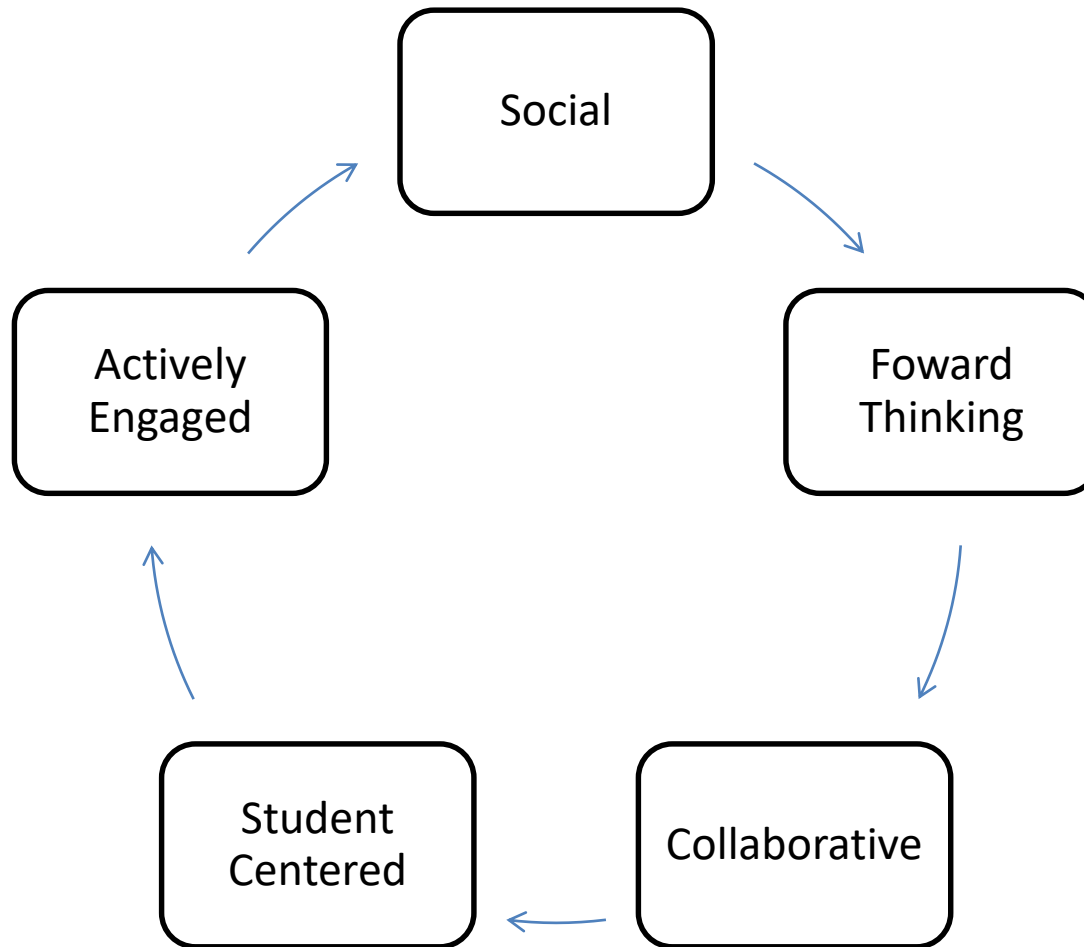 Social
Foward
Thinking
Collaborative
Student
Centered
Actively
Engaged